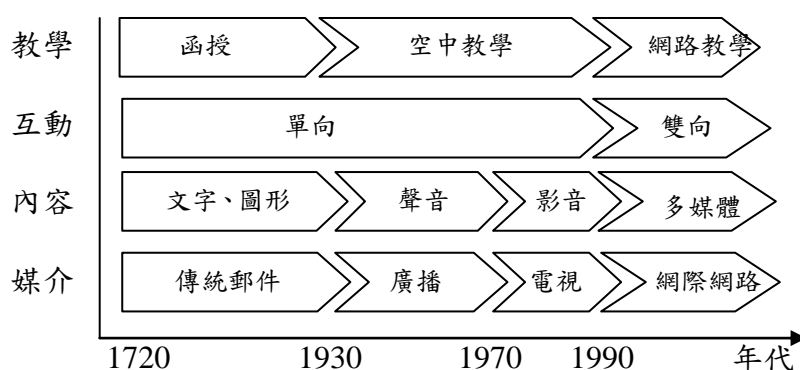 教學 函授 空中教學 網路教學
互動 單向 雙向
內容 文字、圖形 聲音 影音 多媒體
媒介 傳統郵件 廣播 電視 網際網路
1720 1930 1970 1990 年代